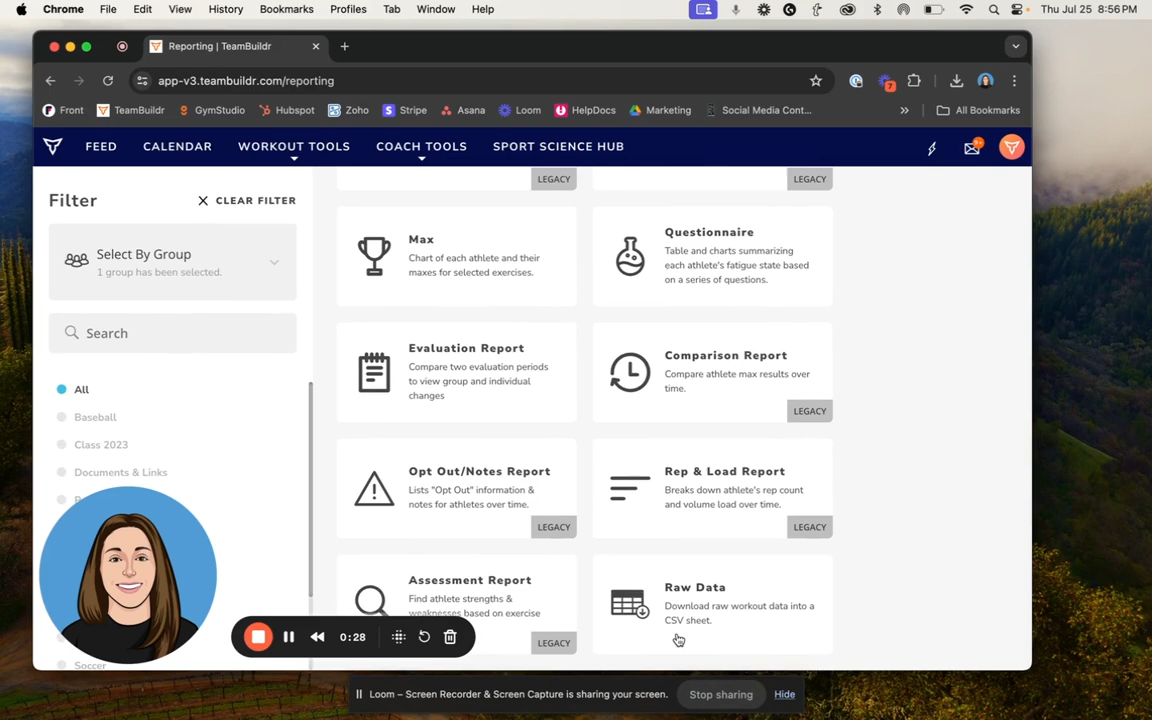 Chrome File Edit View History Bookmarks Profiles Tab Window Help Thu Jul 25 8:56 PM
Reporting | TeamBuildr
app-v3.teambuildr.com/reporting
7
Front TeamBuildr GymStudio Hubspot Zoho Stripe Asana Loom HelpDocs Marketing Social Media Cont... » All Bookmarks
FEED CALENDAR WORKOUT TOOLS COACH TOOLS SPORT SCIENCE HUB
9+
Filter
CLEAR FILTER
Select By Group
1 group has been selected.
Search
All
Baseball
Class 2023
Documents & Links
Soccer
LEGACY
LEGACY
Max
Chart of each athlete and their
maxes for selected exercises.
Questionnaire
Table and charts summarizing
each athlete's fatigue state based
on a series of questions.
Evaluation Report
Compare two evaluation periods
to view group and individual
changes
Comparison Report
Compare athlete max results over
time.
LEGACY
Opt Out/Notes Report
Lists "Opt Out" information &
notes for athletes over time.
LEGACY
Rep & Load Report
Breaks down athlete's rep count
and volume load over time.
LEGACY
Assessment Report
Find athlete strengths &
weaknesses based on exercise
LEGACY
Raw Data
Download raw workout data into a
CSV sheet.
0:28
Loom – Screen Recorder & Screen Capture is sharing your screen. Stop sharing Hide